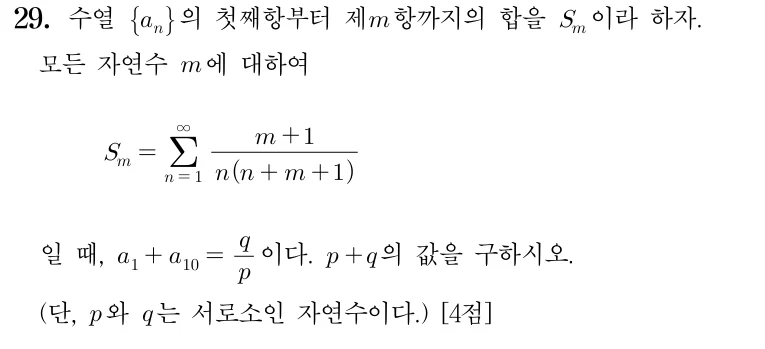 29. 수열 {aₙ}의 첫째항부터 제m항까지의 합을 Sₘ이라 하자.
모든 자연수 m에 대하여
Sₘ = ∑_{n=1}^{∞} \frac{m+1}{n(n+m+1)}
일 때, a₁ + a₁₀ = \frac{q}{p}이다. p+q의 값을 구하시오.
(단, p와 q는 서로소인 자연수이다.) [4점]